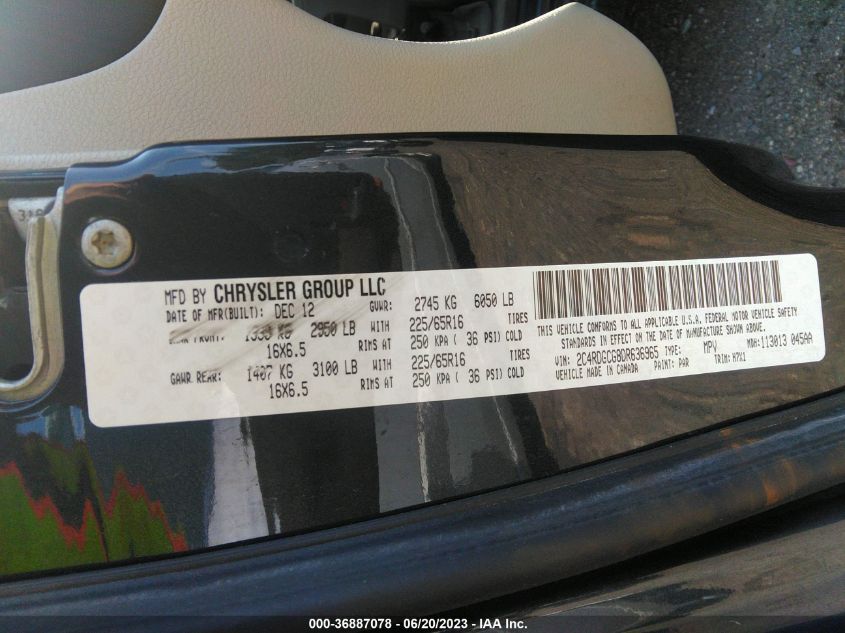 318
MFD BY CHRYSLER GROUP LLC
DATE OF MFR(BUILT): DEC 12 GVWR: 2745 KG 6050 LB
FRONT: 2950 LB WITH 225/65R16 TIRES
16X6.5 RIMS AT 250 KPA ( 36 PSI) COLD
GAWR REAR: 1407 KG 3100 LB WITH 225/65R16 TIRES
16X6.5 RIMS AT 250 KPA ( 36 PSI) COLD
THIS VEHICLE CONFORMS TO ALL APPLICABLE U.S.A. FEDERAL MOTOR VEHICLE SAFETY
STANDARDS IN EFFECT ON THE DATE OF MANUFACTURE SHOWN ABOVE.
VIN: 2C4RDGCG8DR636965 TYPE: MPV MDH: 113013 045AA
VEHICLE MADE IN CANADA PAINT: PAR TRIM: M7X1
000-36887078 - 06/20/2023 - IAA Inc.